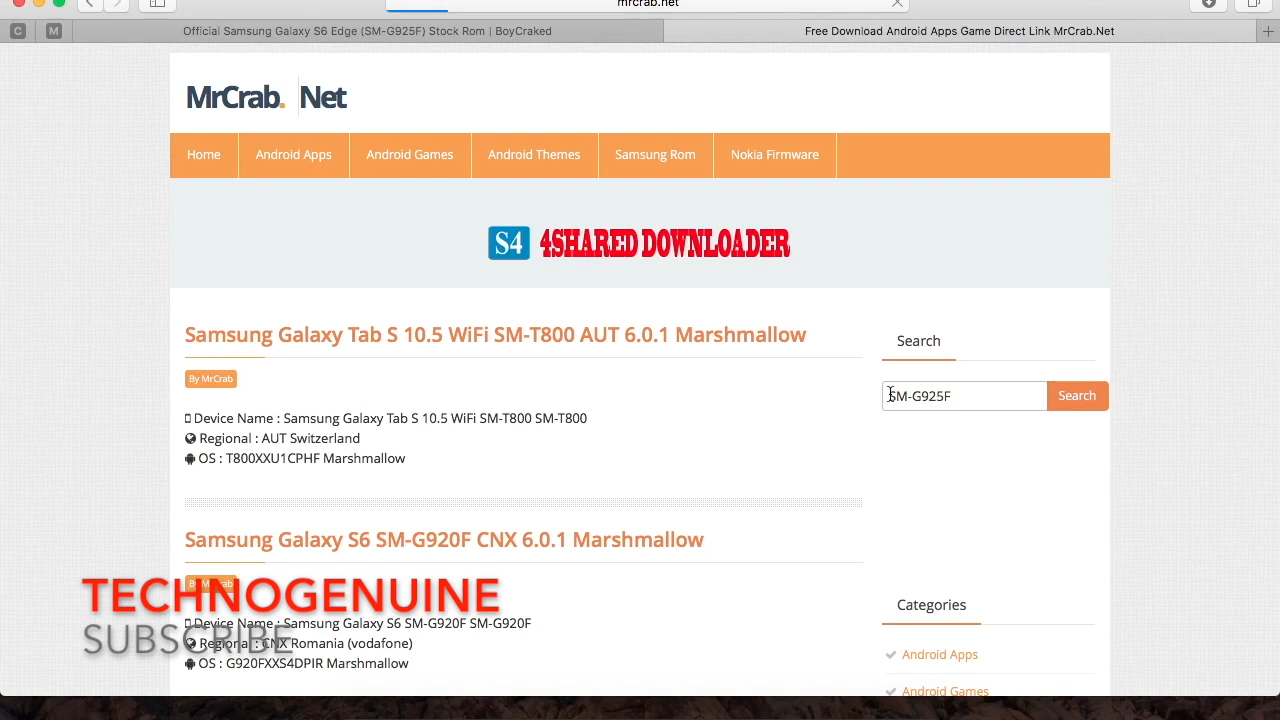 mrcrab.net
C M Official Samsung Galaxy S6 Edge (SM-G925F) Stock Rom | BoyCraked Free Download Android Apps Game Direct Link MrCrab.Net
MrCrab. Net
Home Android Apps Android Games Android Themes Samsung Rom Nokia Firmware
S4 4SHARED DOWNLOADER
Samsung Galaxy Tab S 10.5 WiFi SM-T800 AUT 6.0.1 Marshmallow
By MrCrab
Device Name : Samsung Galaxy Tab S 10.5 WiFi SM-T800 SM-T800
Regional : AUT Switzerland
OS : T800XXU1CPHF Marshmallow
Samsung Galaxy S6 SM-G920F CNX 6.0.1 Marshmallow
By MrCrab
Device Name : Samsung Galaxy S6 SM-G920F SM-G920F
Regional : CNX Romania (vodafone)
OS : G920FXXS4DPIR Marshmallow
TECHNOGENUINE
SUBSCRIBE
Search
SM-G925F Search
Categories
Android Apps
Android Games